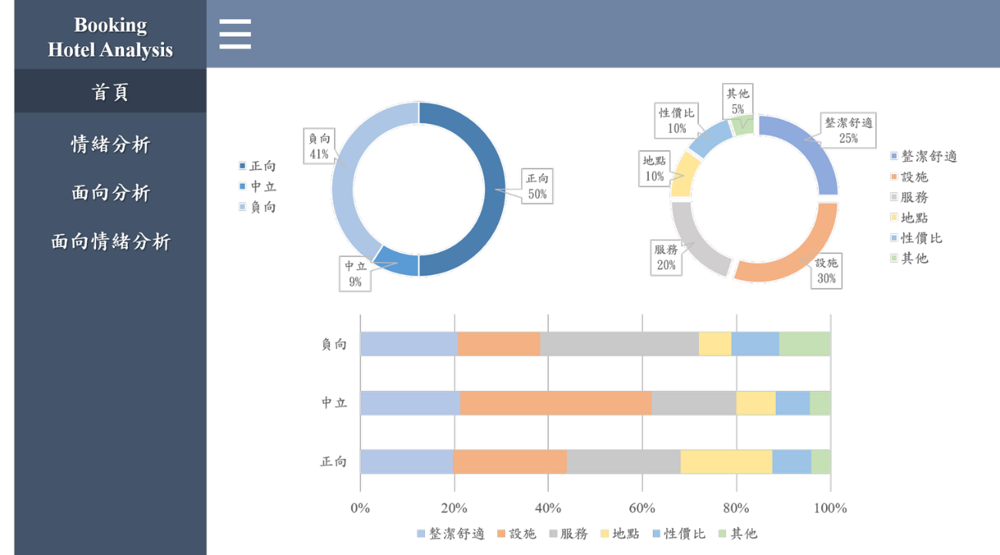 Booking
Hotel Analysis
首頁
情緒分析
面向分析
面向情緒分析
正向
中立
負向
負向
41%
正向
50%
中立
9%
其他
5%
性價比
10%
整潔舒適
25%
地點
10%
服務
20%
設施
30%
整潔舒適
設施
服務
地點
性價比
其他
負向
中立
正向
0% 20% 40% 60% 80% 100%
整潔舒適 設施 服務 地點 性價比 其他